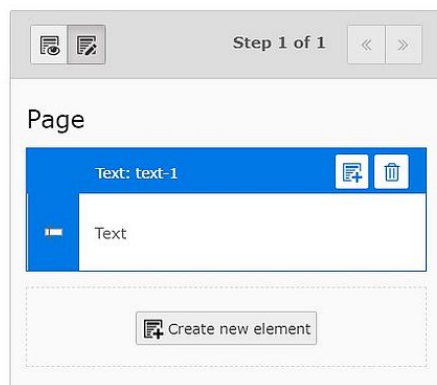 Step 1 of 1
Page
Text: text-1
Text
Create new element